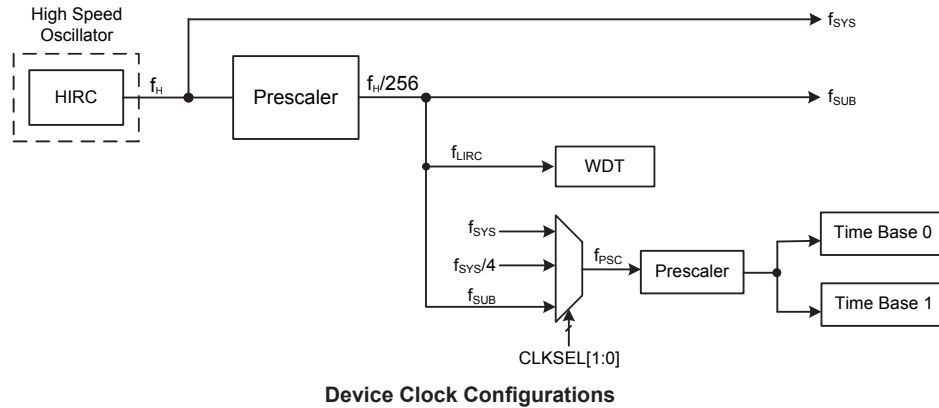 High Speed
Oscillator
HIRC
fH
Prescaler
fH/256
fSYS
fSUB
fLIRC
WDT
fSYS
fSYS/4
fSUB
fPSC
Prescaler
Time Base 0
Time Base 1
CLKSEL[1:0]
Device Clock Configurations